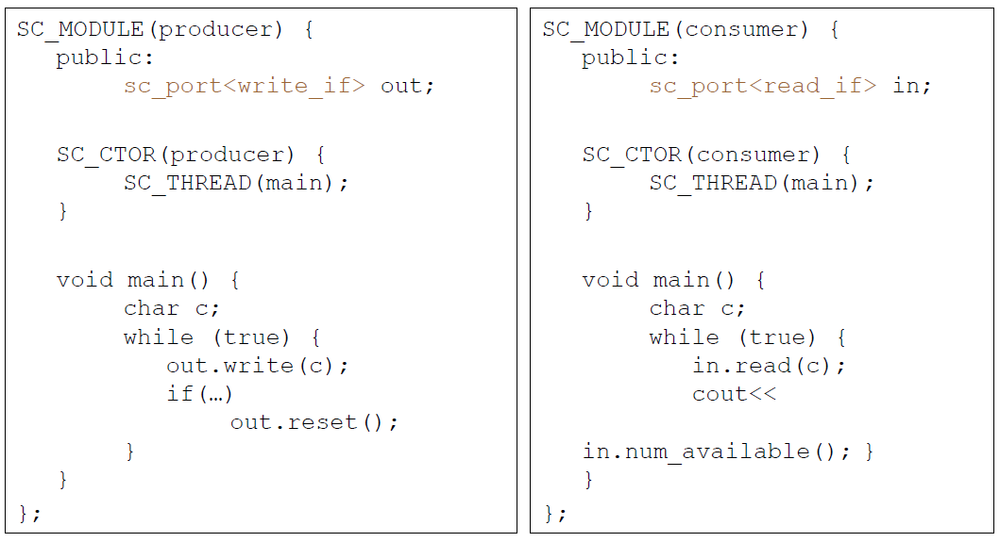 SC_MODULE(producer) {
public:
sc_port<write_if> out;
SC_CTOR(producer) {
SC_THREAD(main);
}
void main() {
char c;
while (true) {
out.write(c);
if(…)
out.reset();
}
}
};
SC_MODULE(consumer) {
public:
sc_port<read_if> in;
SC_CTOR(consumer) {
SC_THREAD(main);
}
void main() {
char c;
while (true) {
in.read(c);
cout<<
in.num_available(); }
}
};